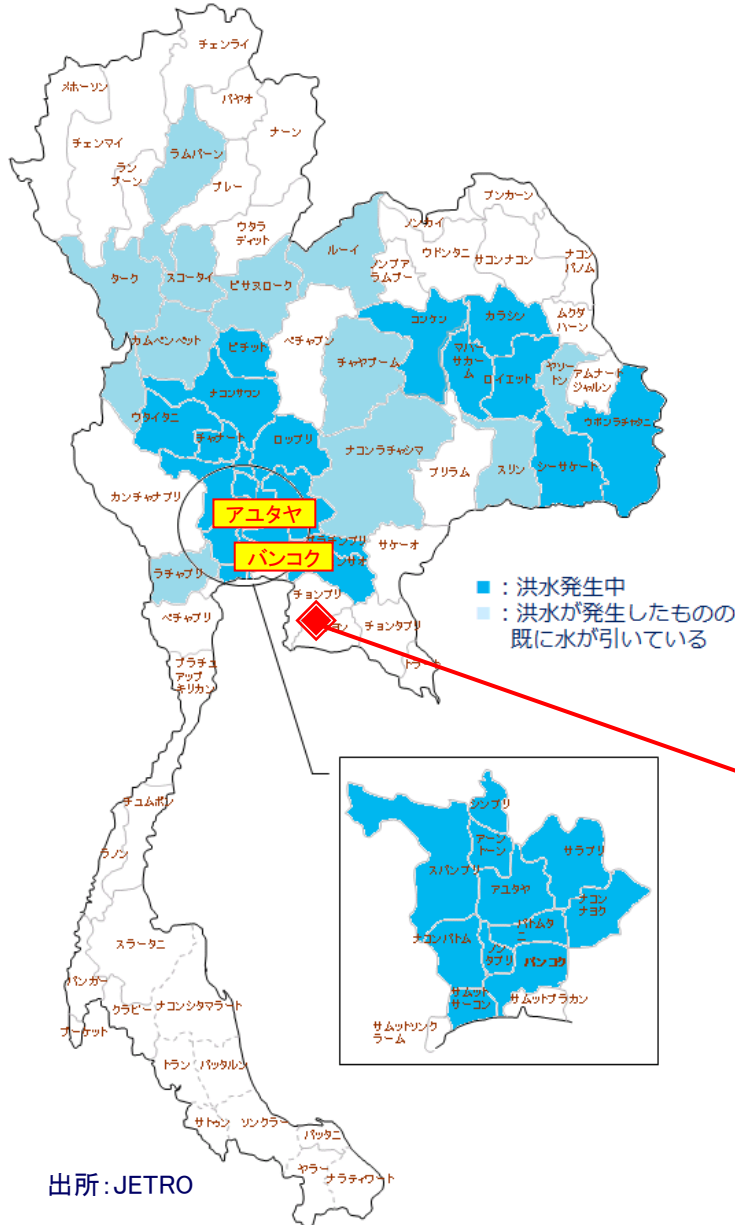 チェンライ
メホーソン
パヤオ
チェンマイ
ナーン
ラムパーン
ラン
プーン
プレー
ウタラ
ディット
ブンカーン
ノンカイ
ルーイ
ウドンタニ
ノンブア
ラムプー
サコンナコン
ナコン
パノム
ターク
スコータイ
ピサヌローク
コンケン
カラシン
ムクダ
ハーン
カムペンペット
ピチット
ペチャブン
チャヤプーム
マハー
サカー
ム
ロイエット
ヤソー
トン
アムナート
ジャルン
ナコンサワン
ウタイタニ
チャイナート
ロッブリ
ウボンラチャタニ
ナコンラチャシマ
ブリラム
スリン
シーサケート
カンチャナブリ
アユタヤ
バンコク
サケーオ
ラチャブリ
チョンブリ
ペチャブリ
チョンタブリ
プラチュ
アップ
キリカン
■:洪水発生中
■:洪水が発生したものの
既に水が引いている
チュムポン
ラノン
スラータニ
パンガー
クラビー
ナコンシタマラート
プーケット
トラン
パッタルン
サトゥン
ソンクラー
パッタニ
ヤラー
ナラティワート
シンブリ
アーン
トーン
サラブリ
スパンブリ
アユタヤ
ナコン
ナヨク
パトムタ
ニ
ナコンパトム
ノン
タブリ
バンコク
サムット
サーコン
サムットプラカン
サムットソンク
ラーム
出所:JETRO